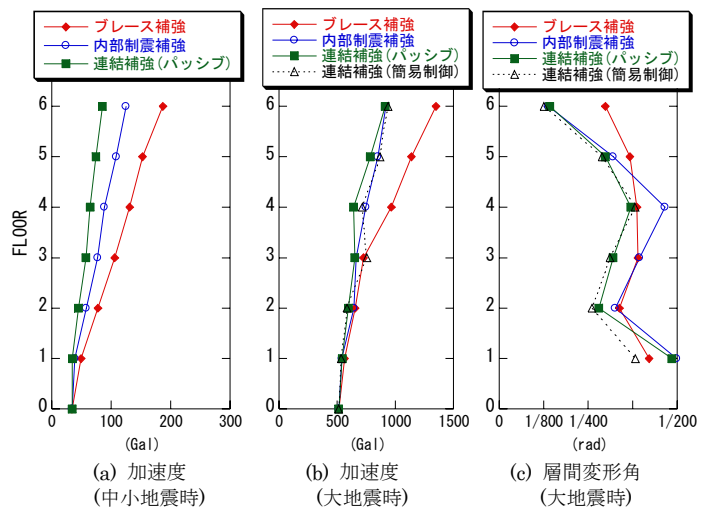 ブレース補強
内部制震補強
連結補強(パッシブ)
FLOOR
6
5
4
3
2
1
0
0
100
200
300
(Gal)
(a) 加速度
(中小地震時)
ブレース補強
内部制震補強
連結補強(パッシブ)
連結補強(簡易制御)
0
500
1000
1500
(Gal)
(b) 加速度
(大地震時)
ブレース補強
内部制震補強
連結補強(パッシブ)
連結補強(簡易制御)
0
1/800
1/400
1/200
(rad)
(c) 層間変形角
(大地震時)